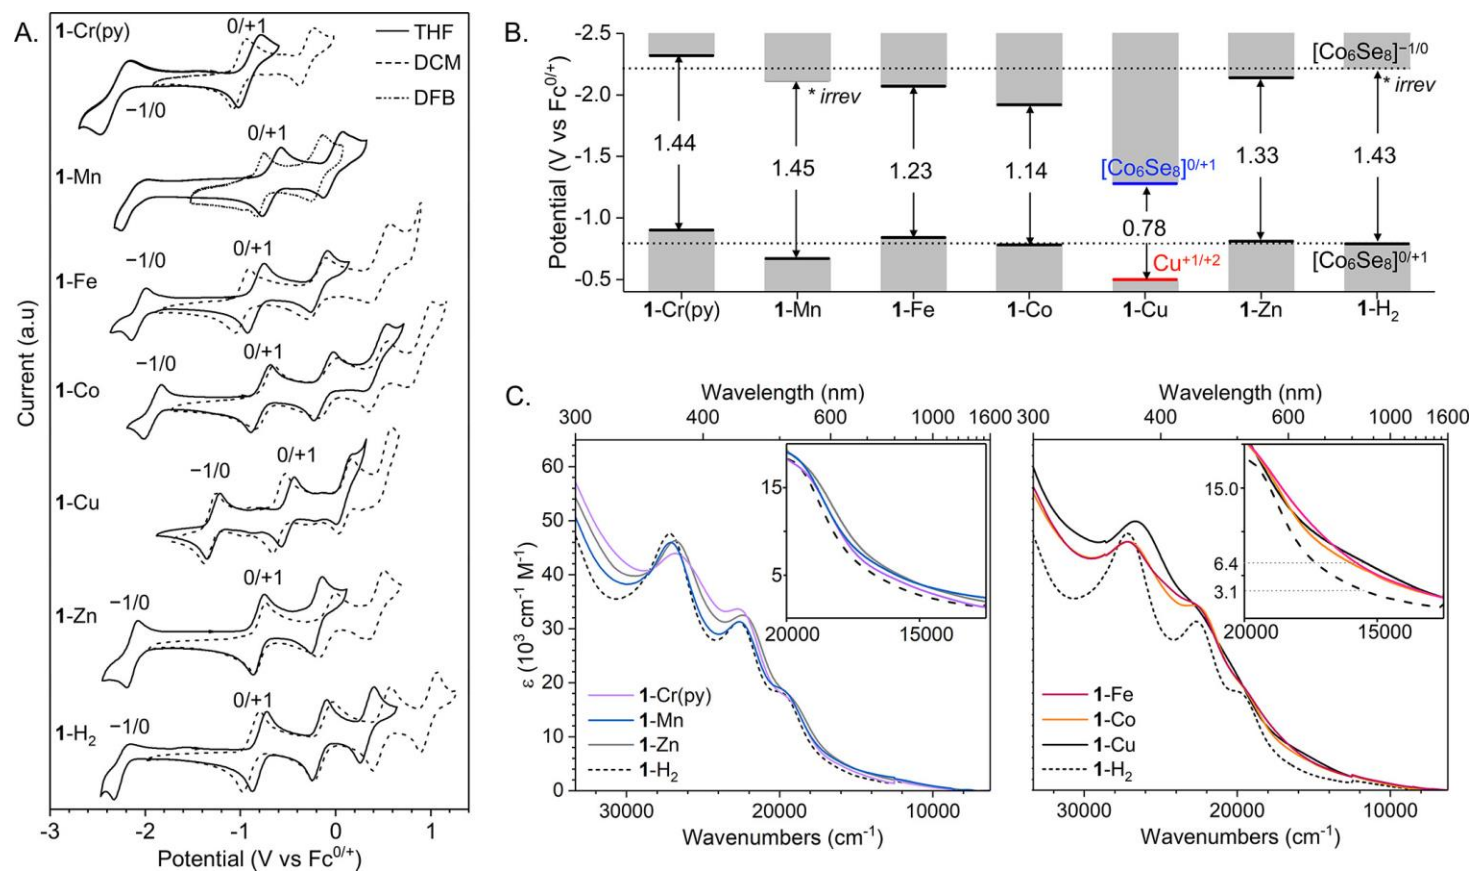 A.
1-Cr(py)
0/+1
THF
DCM
DFB
−1/0
0/+1
1-Mn
−1/0
0/+1
1-Fe
−1/0
0/+1
1-Co
−1/0
0/+1
1-Cu
−1/0
0/+1
1-Zn
−1/0
0/+1
1-H₂
Current (a.u)
-3 -2 -1 0 1
Potential (V vs Fc⁰ᐟ⁺)
B.
Potential (V vs Fc⁰ᐟ⁺)
-2.5
-2.0
-1.5
-1.0
-0.5
[Co₆Se₈]⁻¹ᐟ⁰
* irrev
* irrev
1.44
1.45
1.23
1.14
[Co₆Se₈]⁰ᐟ⁺¹
0.78
1.33
1.43
Cu⁺¹ᐟ⁺²
[Co₆Se₈]⁰ᐟ⁺¹
1-Cr(py) 1-Mn 1-Fe 1-Co 1-Cu 1-Zn 1-H₂
C.
Wavelength (nm)
300 400 600 1000 1600
ε (10³ cm⁻¹ M⁻¹)
60
50
40
30
20
10
0
15
5
20000 15000
1-Cr(py)
1-Mn
1-Zn
1-H₂
30000 20000 10000
Wavenumbers (cm⁻¹)
Wavelength (nm)
300 400 600 1000 1600
15.0
6.4
3.1
20000 15000
1-Fe
1-Co
1-Cu
1-H₂
30000 20000 10000
Wavenumbers (cm⁻¹)